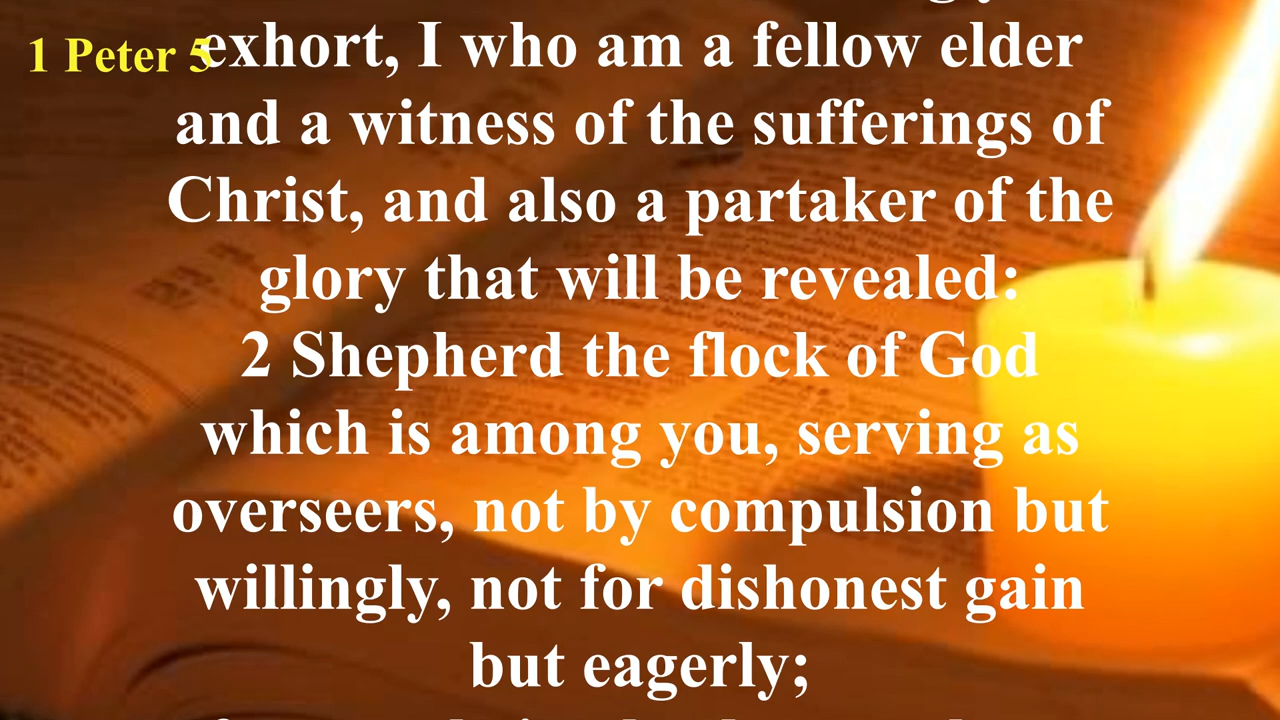 1 Peter 5
exhort, I who am a fellow elder
and a witness of the sufferings of
Christ, and also a partaker of the
glory that will be revealed:
2 Shepherd the flock of God
which is among you, serving as
overseers, not by compulsion but
willingly, not for dishonest gain
but eagerly;